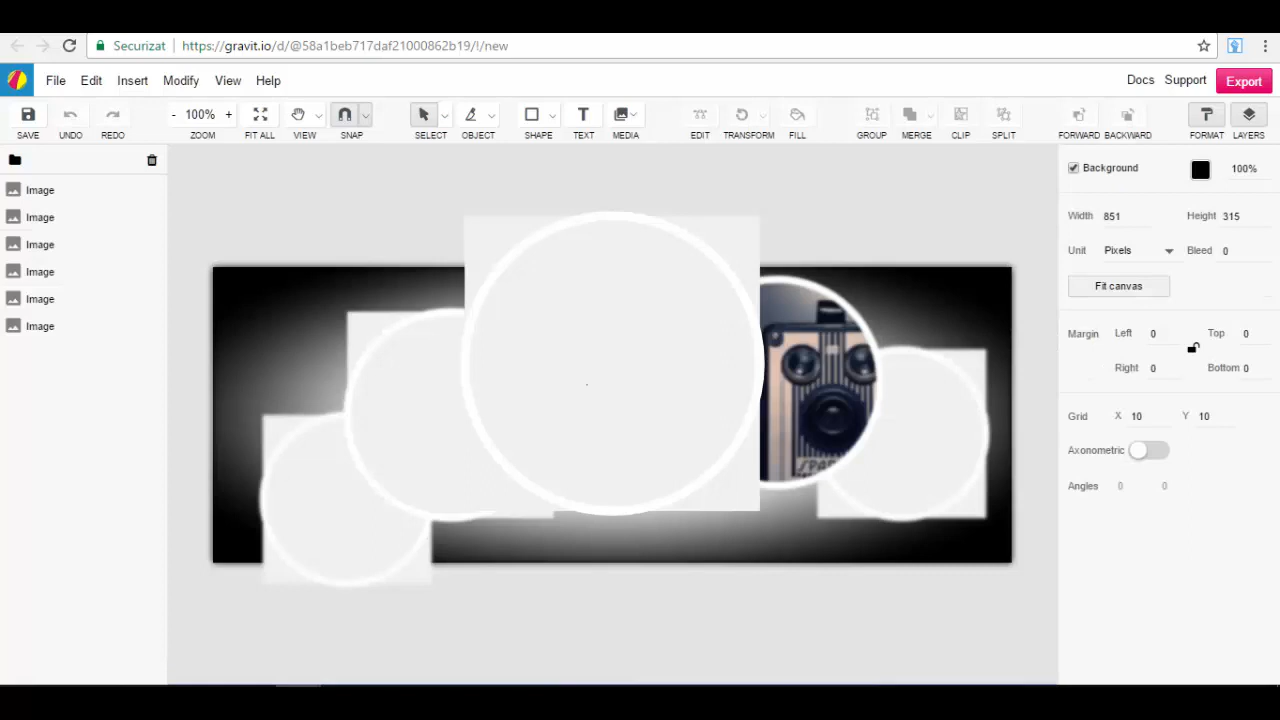 Securizat https://gravit.io/d/@58a1beb717daf21000862b19/!/new
File Edit Insert Modify View Help Docs Support Export
- 100% +
SAVE UNDO REDO ZOOM FIT ALL VIEW SNAP SELECT OBJECT SHAPE TEXT MEDIA EDIT TRANSFORM FILL GROUP MERGE CLIP SPLIT FORWARD BACKWARD FORMAT LAYERS
Background 100%
Image
Image
Image
Image
Image
Image
Width 851 Height 315
Unit Pixels Bleed 0
Fit canvas
Margin Left 0 Top 0
Right 0 Bottom 0
Grid X 10 Y 10
Axonometric
Angles 0 0